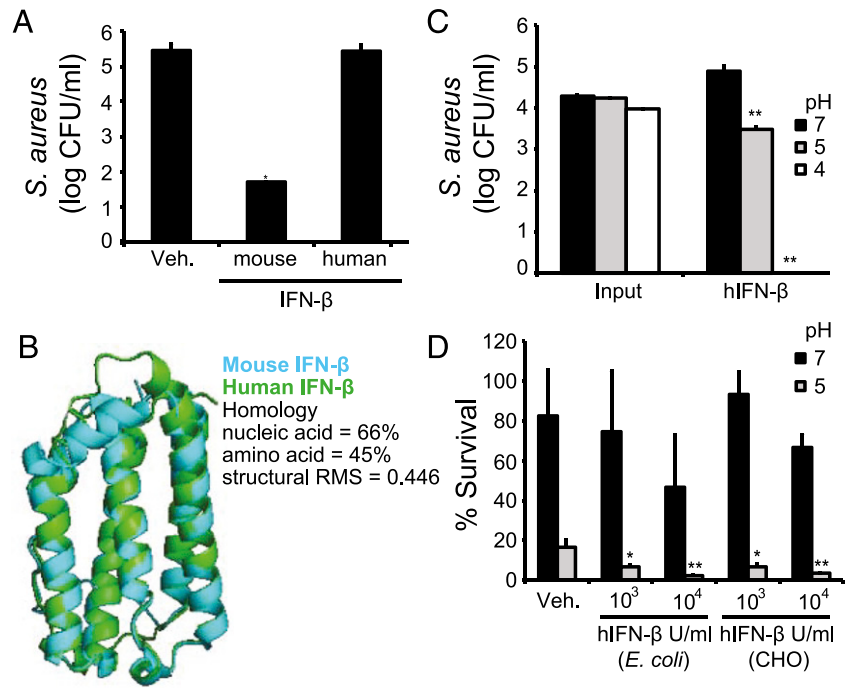 A
S. aureus
(log CFU/ml)
6
5
4
3
2
1
0
*
Veh. mouse human
IFN-β
B
Mouse IFN-β
Human IFN-β
Homology
nucleic acid = 66%
amino acid = 45%
structural RMS = 0.446
C
S. aureus
(log CFU/ml)
6
5
4
3
2
1
0
**
**
pH
7
5
4
Input hIFN-β
D
% Survival
120
100
80
60
40
20
0
pH
7
5
* ** * **
Veh. 10³ 10⁴ 10³ 10⁴
hIFN-β U/ml hIFN-β U/ml
(E. coli) (CHO)